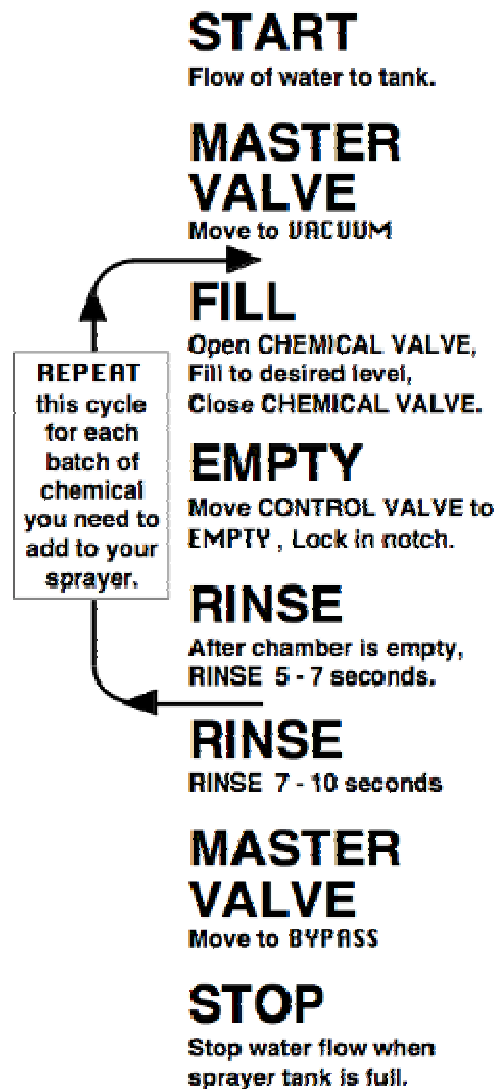 START
Flow of water to tank.
MASTER
VALVE
Move to VACUUM
FILL
Open CHEMICAL VALVE,
Fill to desired level,
Close CHEMICAL VALVE.
REPEAT
this cycle
for each
batch of
chemical
you need to
add to your
sprayer.
EMPTY
Move CONTROL VALVE to
EMPTY , Lock in notch.
RINSE
After chamber is empty,
RINSE 5 - 7 seconds.
RINSE
RINSE 7 - 10 seconds
MASTER
VALVE
Move to BYPASS
STOP
Stop water flow when
sprayer tank is full.